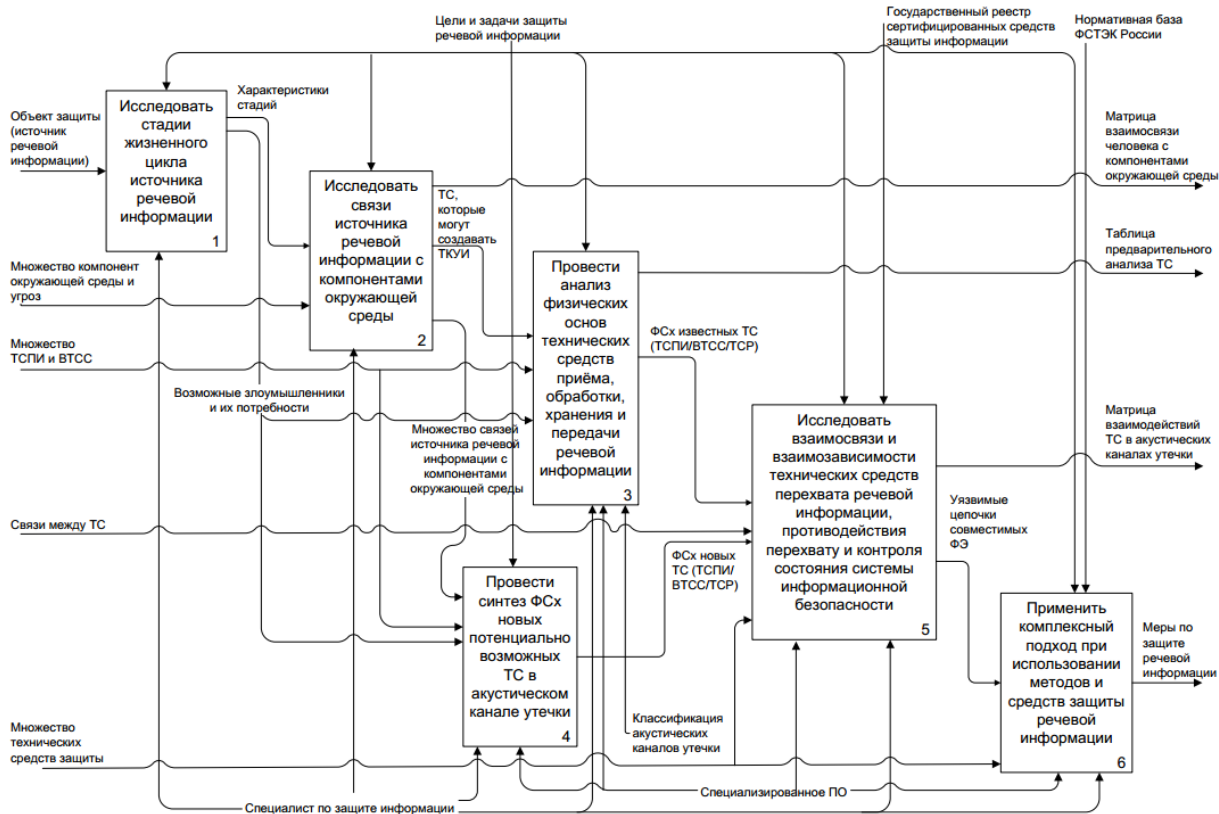 Цели и задачи защиты
речевой информации
Государственный реестр
сертифицированных средств
защиты информации
Нормативная база
ФСТЭК России
Объект защиты
(источник
речевой
информации)
Исследовать
стадии
жизненного
цикла
источника
речевой
информации
1
Характеристики
стадий
Исследовать
связи
источника
речевой
информации с
компонентами
окружающей
среды
2
ТС,
которые
могут
создавать
ТКУИ
Матрица
взаимосвязи
человека с
компонентами
окружающей среды
Таблица
предварительного
анализа ТС
Множество компонент
окружающей среды и
угроз
Множество
ТСПИ и ВТСС
Возможные злоумышленники
и их потребности
Провести
анализ
физических
основ
технических
средств
приёма,
обработки,
хранения и
передачи
речевой
информации
3
ФСх известных ТС
(ТСПИ/ВТСС/ТСР)
Множество связей
источника речевой
информации с
компонентами
окружающей среды
Исследовать
взаимосвязи и
взаимозависимости
технических средств
перехвата речевой
информации,
противодействия
перехвату и контроля
состояния системы
информационной
безопасности
5
Матрица
взаимодействий
ТС в акустических
каналах утечки
Уязвимые
цепочки
совместимых
ФЭ
Связи между ТС
ФСх новых
ТС (ТСПИ/
ВТСС/ТСР)
Провести
синтез ФСх
новых
потенциально
возможных
ТС в
акустическом
канале утечки
4
Применить
комплексный
подход при
использовании
методов и
средств защиты
речевой
информации
6
Меры по
защите
речевой
информации
Классификация
акустических
каналов утечки
Множество
технических
средств защиты
Специализированное ПО
Специалист по защите информации